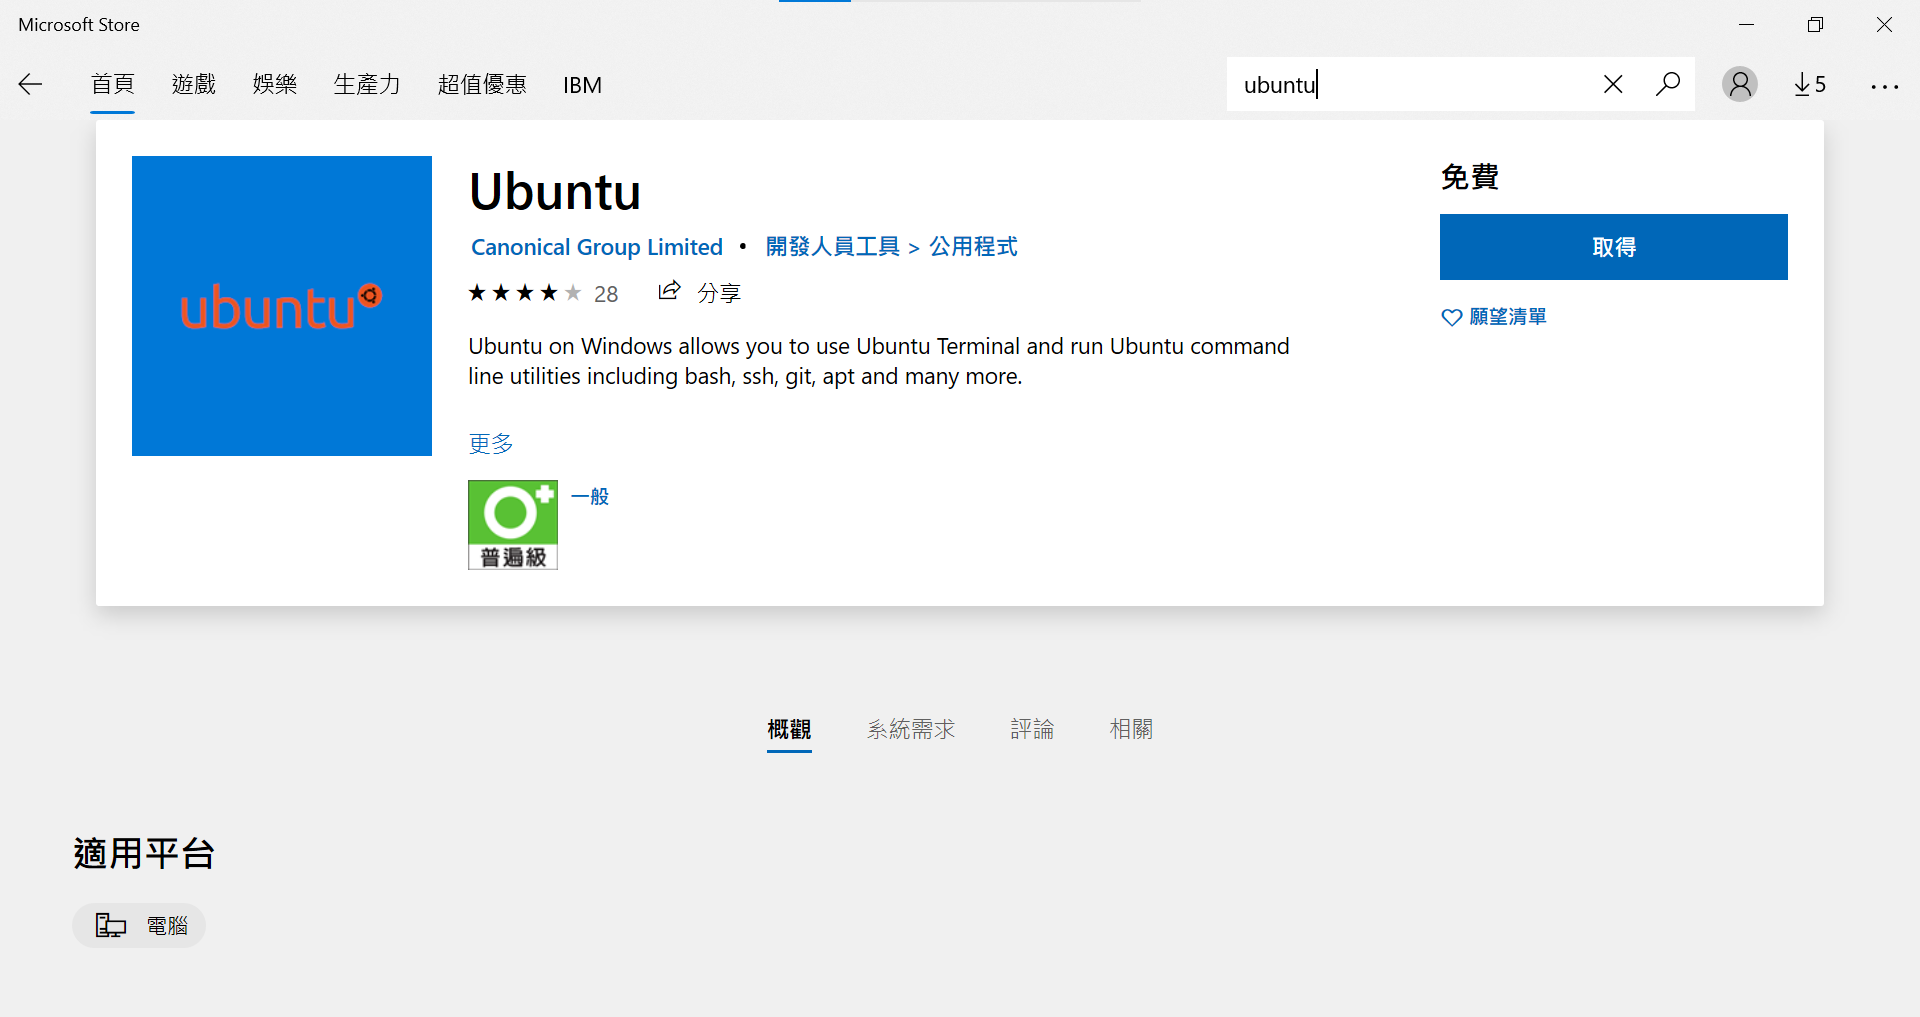 Microsoft Store
首頁 遊戲 娛樂 生產力 超值優惠 IBM
ubuntu
5
ubuntu
Ubuntu
Canonical Group Limited • 開發人員工具 > 公用程式
28 分享
Ubuntu on Windows allows you to use Ubuntu Terminal and run Ubuntu command
line utilities including bash, ssh, git, apt and many more.
更多
一般
普遍級
免費
取得
願望清單
概觀 系統需求 評論 相關
適用平台
電腦